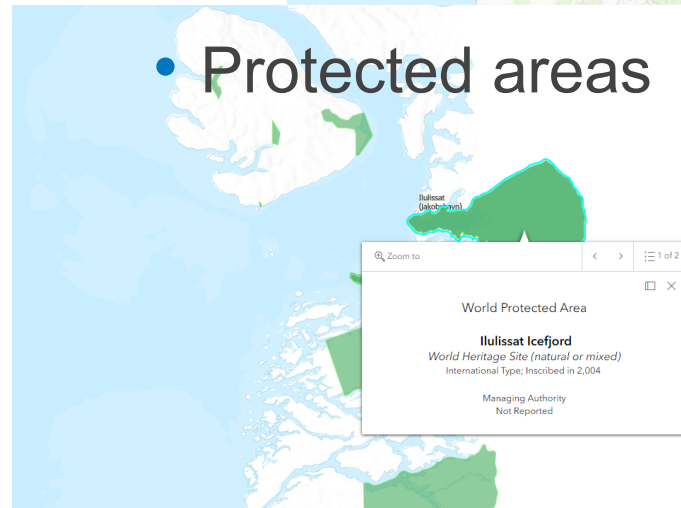 • Protected areas
Ilulissat
(Jakobshavn)
Zoom to
1 of 2
World Protected Area
Ilulissat Icefjord
World Heritage Site (natural or mixed)
International Type; Inscribed in 2,004
Managing Authority
Not Reported